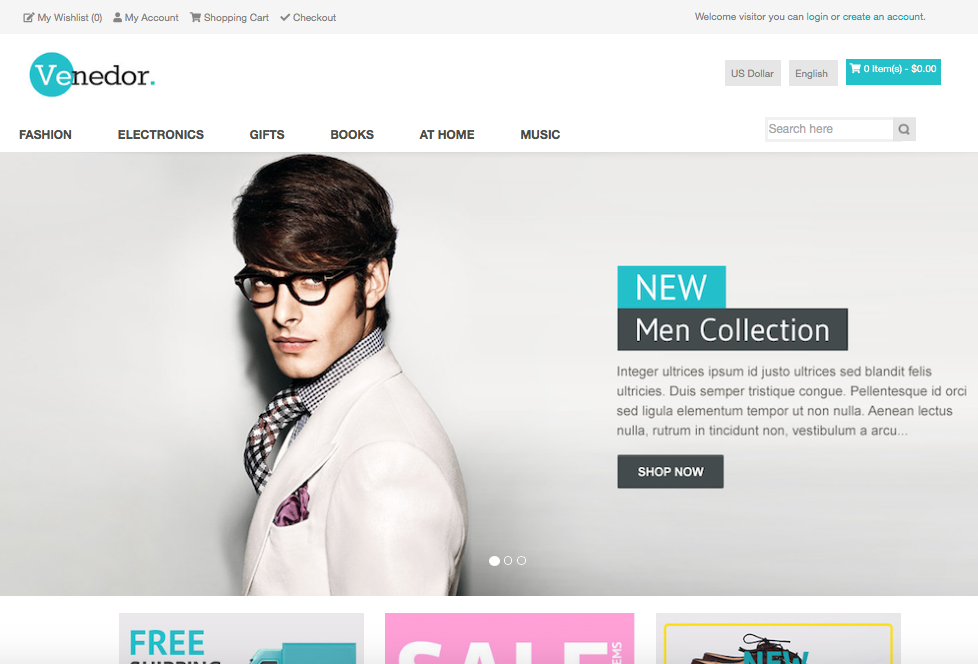 My Wishlist (0) My Account Shopping Cart Checkout
Welcome visitor you can login or create an account.
Venedor.
US Dollar English 0 Item(s) - $0.00
FASHION ELECTRONICS GIFTS BOOKS AT HOME MUSIC
Search here
NEW
Men Collection
Integer ultrices ipsum id justo ultrices sed blandit felis
ultricies. Duis semper tristique congue. Pellentesque id orci
sed ligula elementum tempor ut non nulla. Aenean lectus
nulla, rutrum in tincidunt non, vestibulum a arcu...
SHOP NOW
FREE
SHIPPING
SALE
NEW